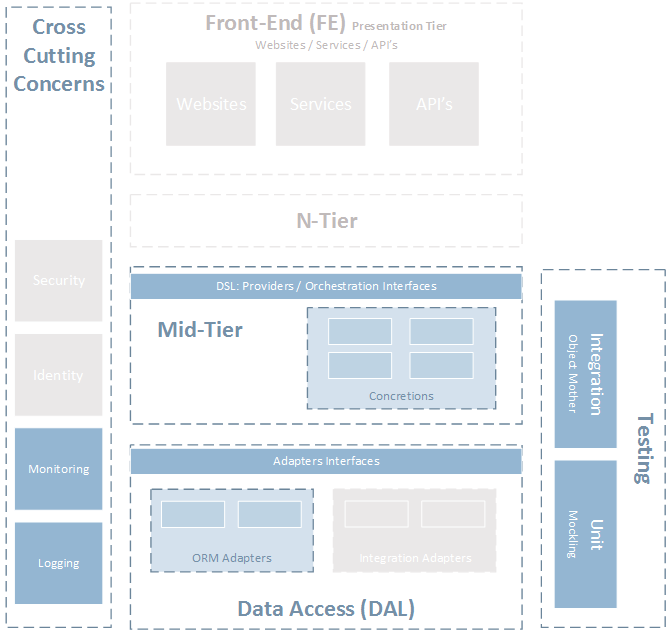 Cross
Cutting
Concerns
Security
Identity
Monitoring
Logging
Front-End (FE) Presentation Tier
Websites / Services / API's
Websites
Services
API's
N-Tier
DSL: Providers / Orchestration Interfaces
Mid-Tier
Concretions
Adapters Interfaces
ORM Adapters
Integration Adapters
Data Access (DAL)
Testing
Integration
Object Mother
Unit
Mockling